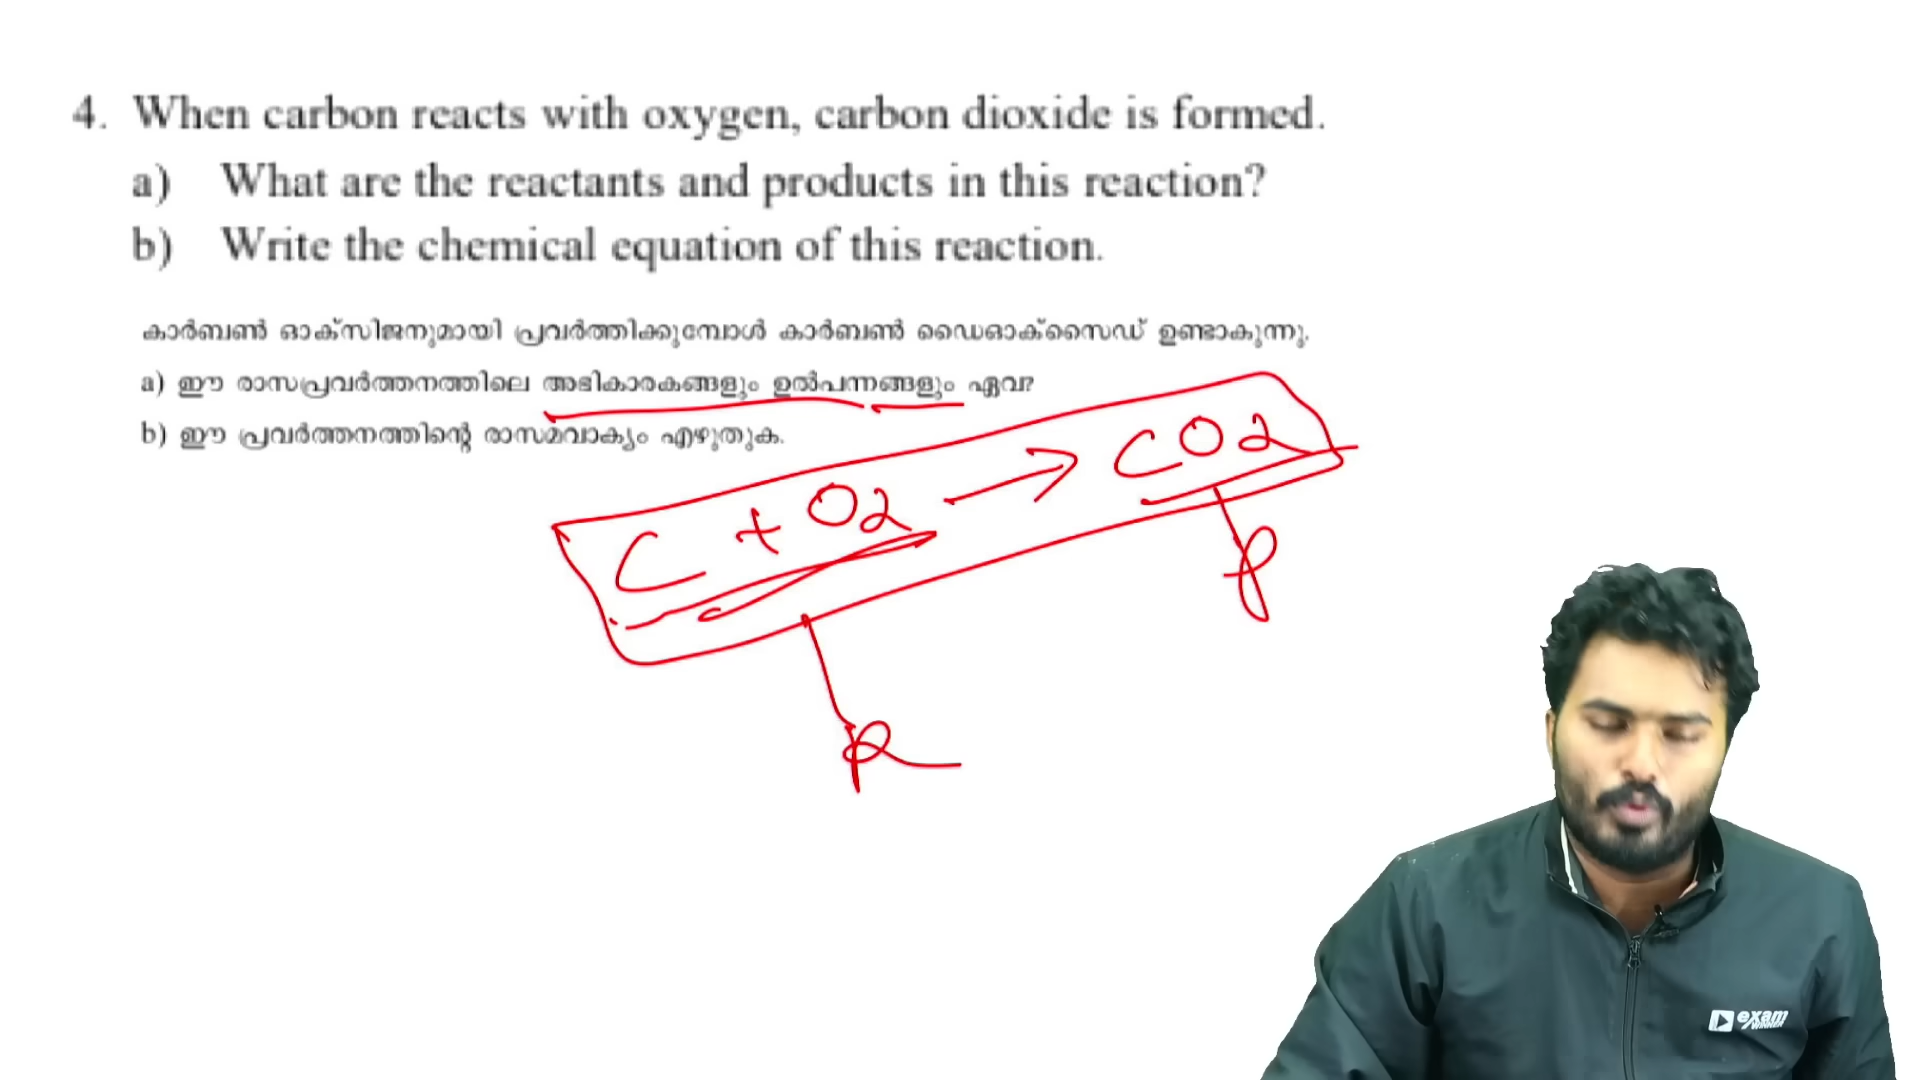 4. When carbon reacts with oxygen, carbon dioxide is formed.
a) What are the reactants and products in this reaction?
b) Write the chemical equation of this reaction.
കാർബൺ ഓക്സിജനുമായി പ്രവർത്തിക്കുമ്പോൾ കാർബൺ ഡൈഓക്സൈഡ് ഉണ്ടാകുന്നു.
a) ഈ രാസപ്രവർത്തനത്തിലെ അഭികാരകങ്ങളും ഉൽപന്നങ്ങളും ഏവ?
b) ഈ പ്രവർത്തനത്തിന്റെ രാസമവാക്യം എഴുതുക.
C + O2 → CO2
P
R
exam